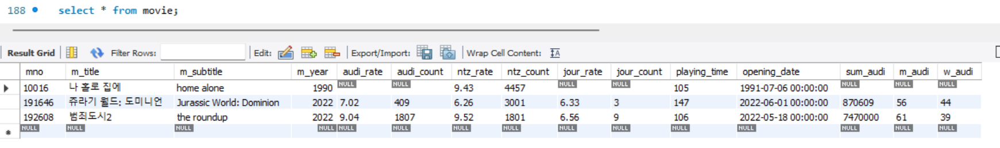 188 select * from movie;
Result Grid Filter Rows: Edit: Export/Import: Wrap Cell Content: IA
mno m_title m_subtitle m_year audi_rate audi_count ntz_rate ntz_count jour_rate jour_count playing_time opening_date sum_audi m_audi w_audi
10016 나 홀로 집에 home alone 1990 NULL NULL 9.43 4457 NULL NULL 105 1991-07-06 00:00:00 NULL NULL NULL
191646 쥬라기 월드: 도미니언 Jurassic World: Dominion 2022 7.02 409 6.26 3001 6.33 3 147 2022-06-01 00:00:00 870609 56 44
192608 범죄도시2 the roundup 2022 9.04 1807 9.52 1801 6.56 9 106 2022-05-18 00:00:00 7470000 61 39
NULL NULL NULL NULL NULL NULL NULL NULL NULL NULL NULL NULL NULL NULL NULL